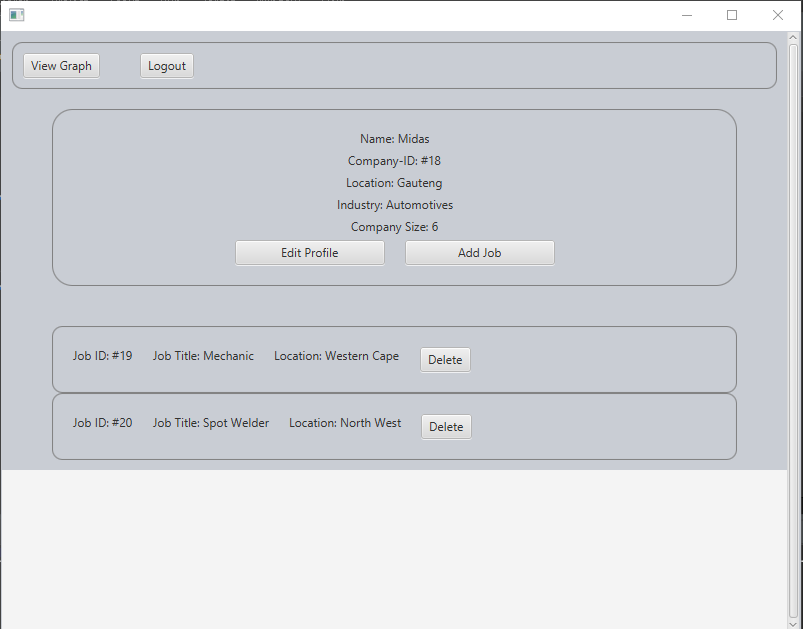 View Graph Logout
Name: Midas
Company-ID: #18
Location: Gauteng
Industry: Automotives
Company Size: 6
Edit Profile Add Job
Job ID: #19 Job Title: Mechanic Location: Western Cape Delete
Job ID: #20 Job Title: Spot Welder Location: North West Delete